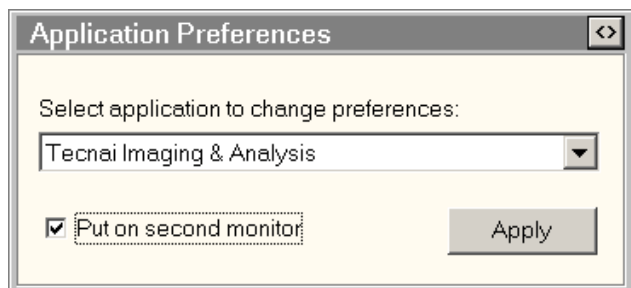 Application Preferences
<>
Select application to change preferences:
Tecnai Imaging & Analysis
Put on second monitor
Apply